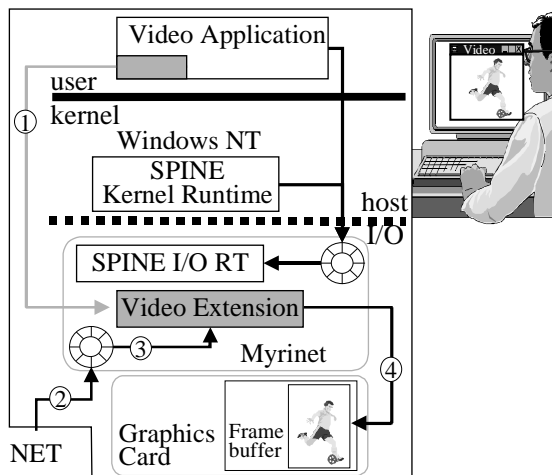 Video Application
Video
user
kernel
1
Windows NT
SPINE
Kernel Runtime
host
I/O
SPINE I/O RT
Video Extension
3
Myrinet
4
2
NET
Graphics
Card
Frame
buffer